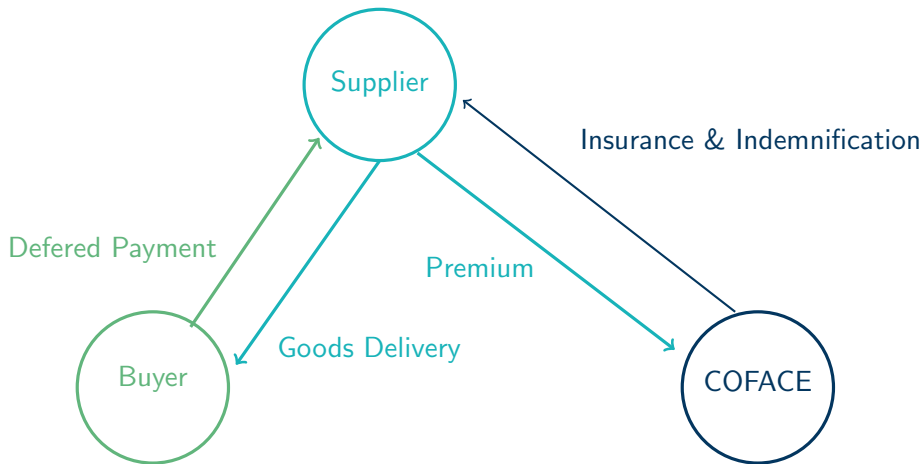 Supplier
Insurance & Indemnification
Defered Payment
Premium
Goods Delivery
Buyer
COFACE